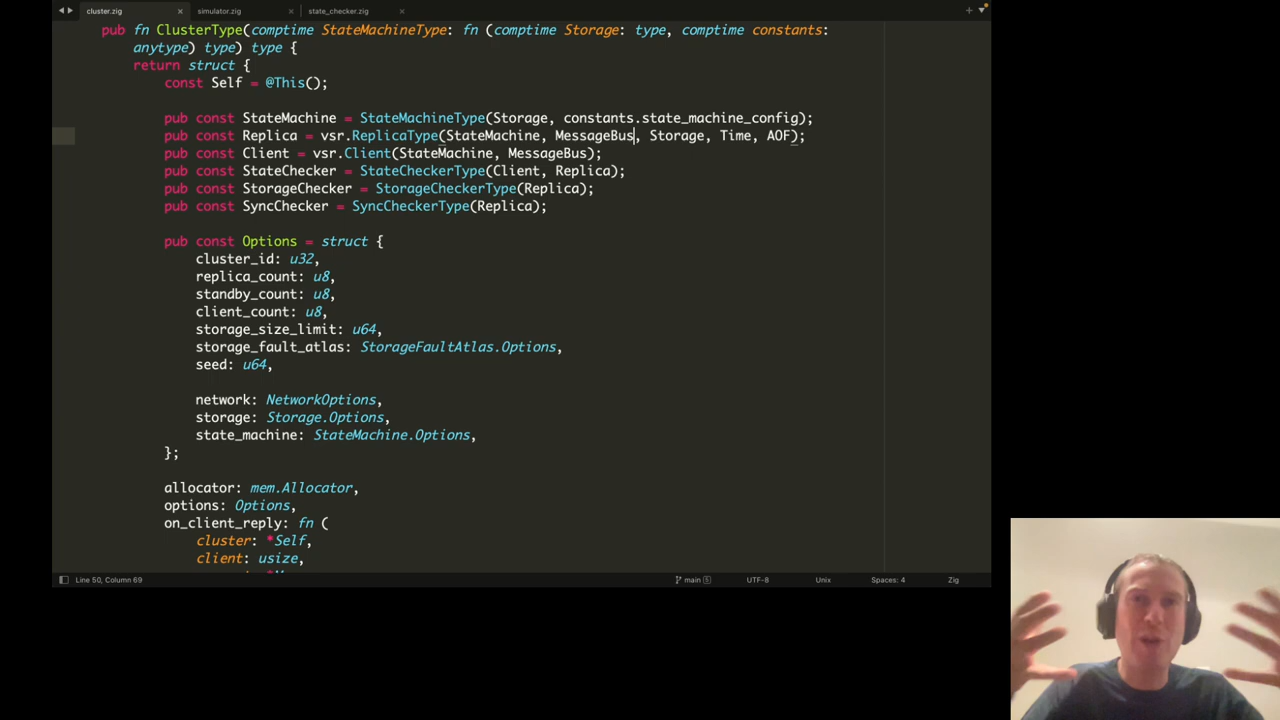 cluster.zig
simulator.zig
state_checker.zig
pub fn ClusterType(comptime StateMachineType: fn (comptime Storage: type, comptime constants:
anytype) type) type {
return struct {
const Self = @This();
pub const StateMachine = StateMachineType(Storage, constants.state_machine_config);
pub const Replica = vsr.ReplicaType(StateMachine, MessageBus, Storage, Time, AOF);
pub const Client = vsr.Client(StateMachine, MessageBus);
pub const StateChecker = StateCheckerType(Client, Replica);
pub const StorageChecker = StorageCheckerType(Replica);
pub const SyncChecker = SyncCheckerType(Replica);
pub const Options = struct {
cluster_id: u32,
replica_count: u8,
standby_count: u8,
client_count: u8,
storage_size_limit: u64,
storage_fault_atlas: StorageFaultAtlas.Options,
seed: u64,
network: NetworkOptions,
storage: Storage.Options,
state_machine: StateMachine.Options,
};
allocator: mem.Allocator,
options: Options,
on_client_reply: fn (
cluster: *Self,
client: usize,
Line 50, Column 69
main 5
UTF-8
Unix
Spaces: 4
Zig